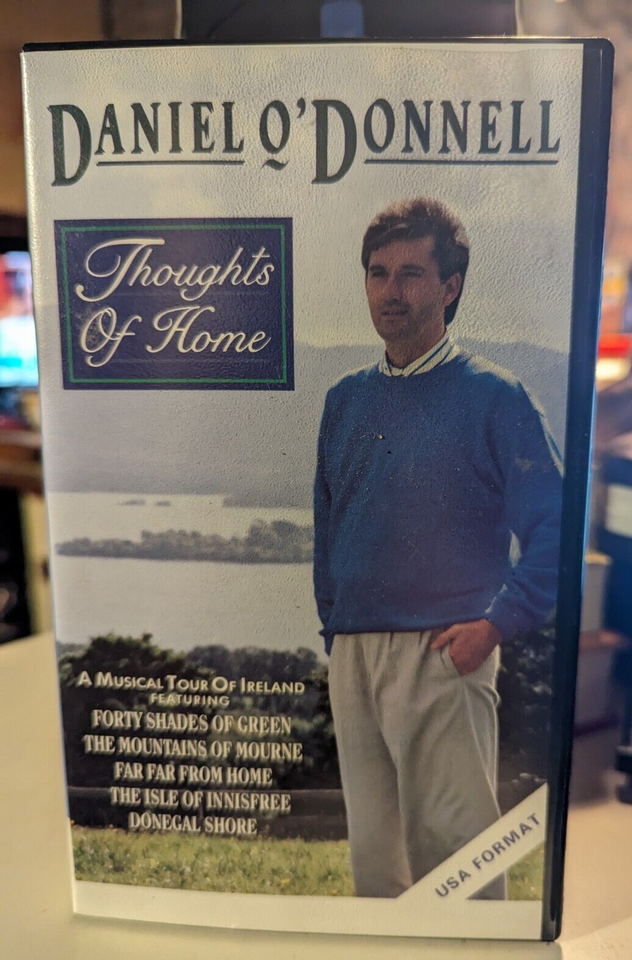 DANIEL O'DONNELL
Thoughts
Of Home
A MUSICAL TOUR OF IRELAND
FEATURING
FORTY SHADES OF GREEN
THE MOUNTAINS OF MOURNE
FAR FAR FROM HOME
THE ISLE OF INNISFREE
DONEGAL SHORE
USA FORMAT